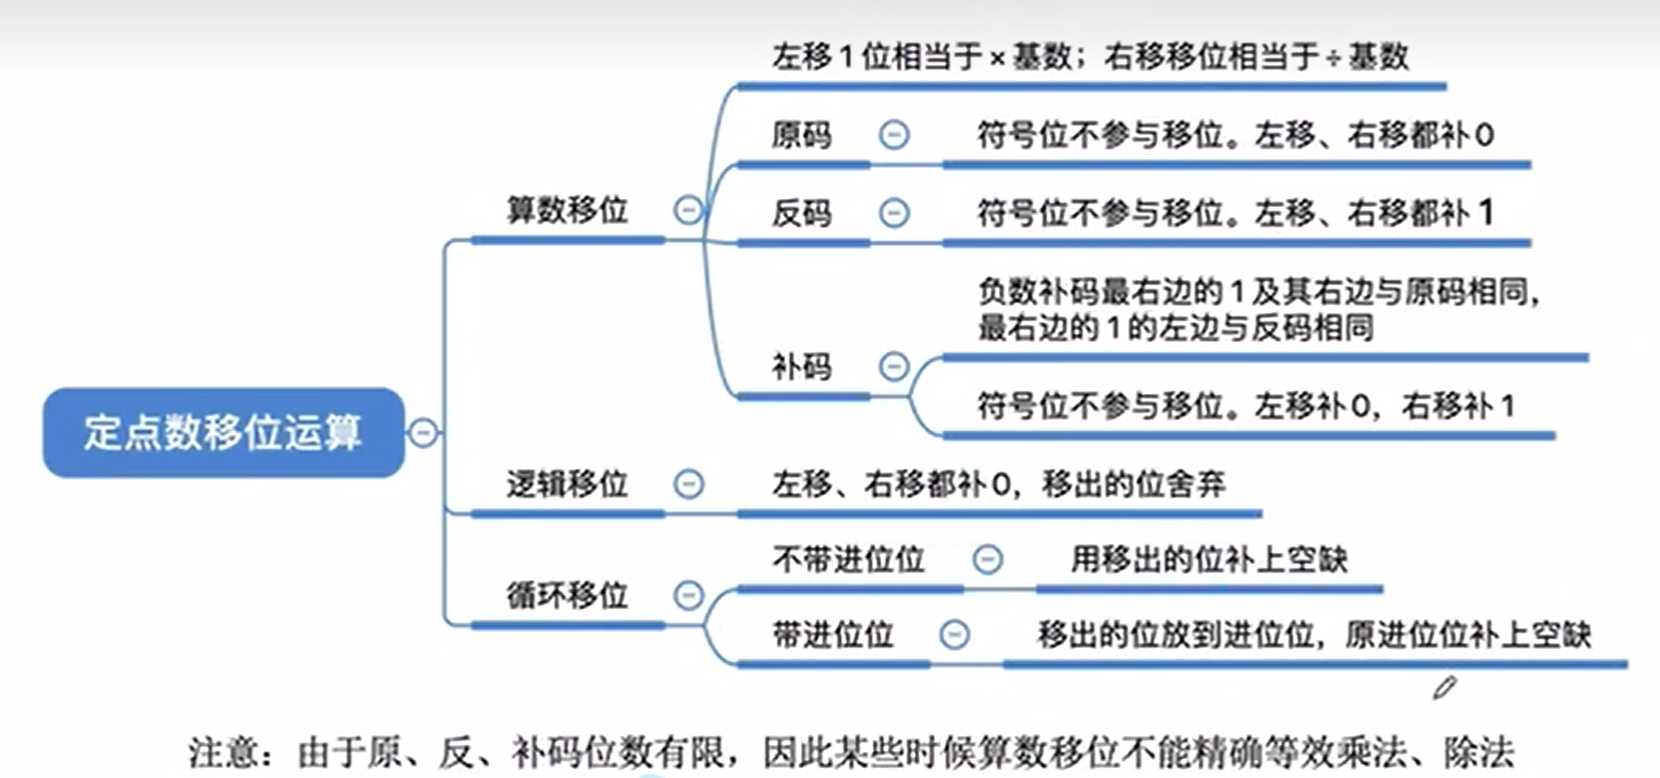 左移1位相当于×基数；右移移位相当于÷基数
原码
符号位不参与移位。左移、右移都补0
算数移位
反码
符号位不参与移位。左移、右移都补1
负数补码最右边的1及其右边与原码相同，
最右边的1的左边与反码相同
补码
符号位不参与移位。左移补0，右移补1
定点数移位运算
逻辑移位
左移、右移都补0，移出的位舍弃
不带进位位
用移出的位补上空缺
循环移位
带进位位
移出的位放到进位位，原进位位补上空缺
注意：由于原、反、补码位数有限，因此某些时候算数移位不能精确等效乘法、除法